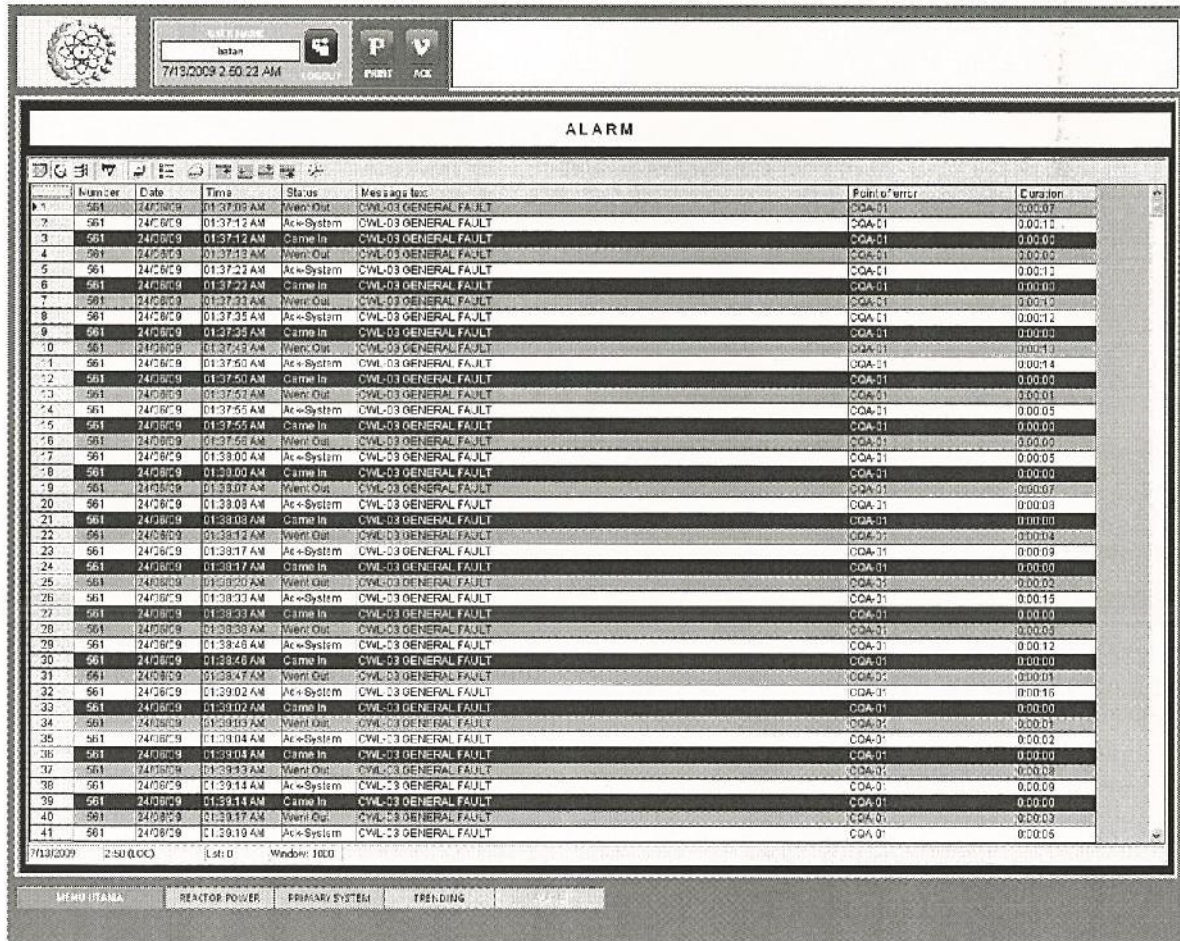 USER NAME
batan
7/13/2009 2:50:22 AM
LOGOUT
P
PRINT
V
ACK
ALARM
Number Date Time Status Message text Point of error Duration
1 561 24/06/09 01:37:09 AM Went Out CWL-03 GENERAL FAULT CQA-01 0:00:07
2 561 24/06/09 01:37:12 AM Ack-System CWL-03 GENERAL FAULT CQA-01 0:00:10
3 561 24/06/09 01:37:12 AM Came In CWL-03 GENERAL FAULT CQA-01 0:00:00
4 561 24/06/09 01:37:13 AM Went Out CWL-03 GENERAL FAULT CQA-01 0:00:00
5 561 24/06/09 01:37:22 AM Ack-System CWL-03 GENERAL FAULT CQA-01 0:00:10
6 561 24/06/09 01:37:22 AM Came In CWL-03 GENERAL FAULT CQA-01 0:00:00
7 561 24/06/09 01:37:33 AM Went Out CWL-03 GENERAL FAULT CQA-01 0:00:10
8 561 24/06/09 01:37:35 AM Ack-System CWL-03 GENERAL FAULT CQA-01 0:00:12
9 561 24/06/09 01:37:35 AM Came In CWL-03 GENERAL FAULT CQA-01 0:00:00
10 561 24/06/09 01:37:49 AM Went Out CWL-03 GENERAL FAULT CQA-01 0:00:13
11 561 24/06/09 01:37:50 AM Ack-System CWL-03 GENERAL FAULT CQA-01 0:00:14
12 561 24/06/09 01:37:50 AM Came In CWL-03 GENERAL FAULT CQA-01 0:00:00
13 561 24/06/09 01:37:52 AM Went Out CWL-03 GENERAL FAULT CQA-01 0:00:01
14 561 24/06/09 01:37:55 AM Ack-System CWL-03 GENERAL FAULT CQA-01 0:00:05
15 561 24/06/09 01:37:55 AM Came In CWL-03 GENERAL FAULT CQA-01 0:00:00
16 561 24/06/09 01:37:56 AM Went Out CWL-03 GENERAL FAULT CQA-01 0:00:00
17 561 24/06/09 01:38:00 AM Ack-System CWL-03 GENERAL FAULT CQA-01 0:00:05
18 561 24/06/09 01:38:00 AM Came In CWL-03 GENERAL FAULT CQA-01 0:00:00
19 561 24/06/09 01:38:07 AM Went Out CWL-03 GENERAL FAULT CQA-01 0:00:07
20 561 24/06/09 01:38:08 AM Ack-System CWL-03 GENERAL FAULT CQA-01 0:00:08
21 561 24/06/09 01:38:08 AM Came In CWL-03 GENERAL FAULT CQA-01 0:00:00
22 561 24/06/09 01:38:12 AM Went Out CWL-03 GENERAL FAULT CQA-01 0:00:04
23 561 24/06/09 01:38:17 AM Ack-System CWL-03 GENERAL FAULT CQA-01 0:00:09
24 561 24/06/09 01:38:17 AM Came In CWL-03 GENERAL FAULT CQA-01 0:00:00
25 561 24/06/09 01:38:20 AM Went Out CWL-03 GENERAL FAULT CQA-01 0:00:02
26 561 24/06/09 01:38:33 AM Ack-System CWL-03 GENERAL FAULT CQA-01 0:00:15
27 561 24/06/09 01:38:33 AM Came In CWL-03 GENERAL FAULT CQA-01 0:00:00
28 561 24/06/09 01:38:38 AM Went Out CWL-03 GENERAL FAULT CQA-01 0:00:05
29 561 24/06/09 01:38:46 AM Ack-System CWL-03 GENERAL FAULT CQA-01 0:00:12
30 561 24/06/09 01:38:46 AM Came In CWL-03 GENERAL FAULT CQA-01 0:00:00
31 561 24/06/09 01:38:47 AM Went Out CWL-03 GENERAL FAULT CQA-01 0:00:01
32 561 24/06/09 01:39:02 AM Ack-System CWL-03 GENERAL FAULT CQA-01 0:00:16
33 561 24/06/09 01:39:02 AM Came In CWL-03 GENERAL FAULT CQA-01 0:00:00
34 561 24/06/09 01:39:03 AM Went Out CWL-03 GENERAL FAULT CQA-01 0:00:01
35 561 24/06/09 01:39:04 AM Ack-System CWL-03 GENERAL FAULT CQA-01 0:00:02
36 561 24/06/09 01:39:04 AM Came In CWL-03 GENERAL FAULT CQA-01 0:00:00
37 561 24/06/09 01:39:13 AM Went Out CWL-03 GENERAL FAULT CQA-01 0:00:08
38 561 24/06/09 01:39:14 AM Ack-System CWL-03 GENERAL FAULT CQA-01 0:00:09
39 561 24/06/09 01:39:14 AM Came In CWL-03 GENERAL FAULT CQA-01 0:00:00
40 561 24/06/09 01:39:17 AM Went Out CWL-03 GENERAL FAULT CQA-01 0:00:03
41 561 24/06/09 01:39:19 AM Ack-System CWL-03 GENERAL FAULT CQA-01 0:00:05
7/13/2009 2:50 (LOC) List: 0 Window: 1000
MENU UTAMA REACTOR POWER PRIMARY SYSTEM TRENDING